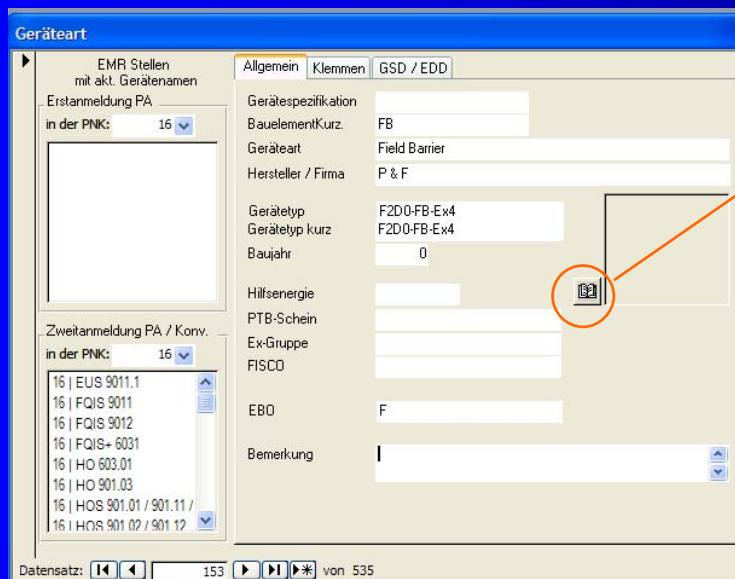 Geräteart
EMR Stellen
mit akt. Gerätenamen
Erstanmeldung PA
in der PNK: 16
Zweitanmeldung PA / Konv.
in der PNK: 16
16 | EUS 9011.1
16 | FQIS 9011
16 | FQIS 9012
16 | FQIS+ 6031
16 | HO 603.01
16 | HO 901.03
16 | HOS 901.01 / 901.11 /
16 | HOS 901.02 / 901.12
Allgemein Klemmen GSD / EDD
Gerätespezifikation
BauelementKurz. FB
Geräteart Field Barrier
Hersteller / Firma P & F
Gerätetyp F2D0-FB-Ex4
Gerätetyp kurz F2D0-FB-Ex4
Baujahr 0
Hilfsenergie
PTB-Schein
Ex-Gruppe
FISCO
EBO F
Bemerkung
Datensatz: 153 von 535